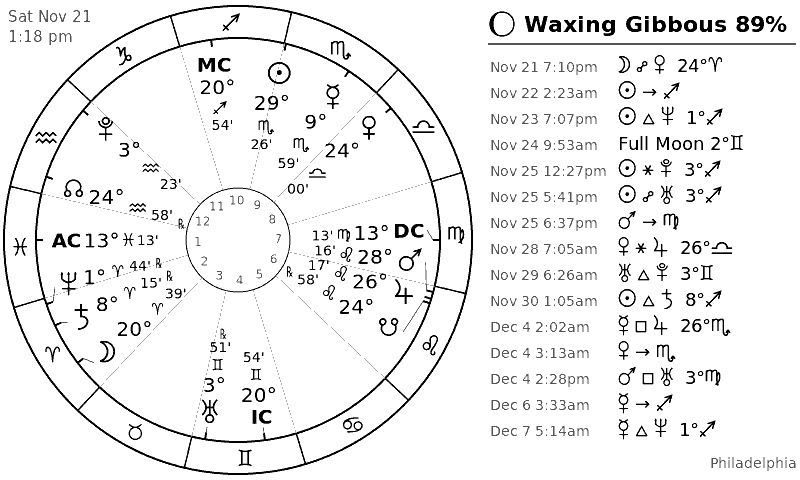 Sat Nov 21
1:18 pm
Waxing Gibbous 89%
Nov 21 7:10pm ☽ ☍ ♀ 24°♈
Nov 22 2:23am ☉ → ♐
Nov 23 7:07pm ☉ △ ♆ 1°♐
Nov 24 9:53am Full Moon 2°♊
Nov 25 12:27pm ☉ ⚹ ⯓ 3°♐
Nov 25 5:41pm ☉ ☍ ♅ 3°♐
Nov 25 6:37pm ♂ → ♍
Nov 28 7:05am ♀ ⚹ ♃ 26°♎
Nov 29 6:26am ♅ △ ⯓ 3°♊
Nov 30 1:05am ☉ △ ♄ 8°♐
Dec 4 2:02am ☿ □ ♃ 26°♏
Dec 4 3:13am ♀ → ♏
Dec 4 2:28pm ♂ □ ♅ 3°♍
Dec 6 3:33am ☿ → ♐
Dec 7 5:14am ☿ △ ♆ 1°♐
Philadelphia
♐
♏
♎
♍
♌
♋
♊
♉
♈
♓
♒
♑
MC
20°
♐
54'
☉
29°
♏
26'
☿
9°
♏
59'
♀
24°
♎
00'
⯓
3°
♒
23'
☊ 24° ♒ 58' ℞
AC 13° ♓ 13'
♆ 1° ♈ 44' ℞
♄ 8° ♈ 15' ℞
☽ 20° ♈ 39'
13' ♍ 13° DC
16' ♌ 28° ♂
17' ♌ 26° ♃
℞ 58' ♌ 24° ☋
℞
51'
♊
3°
♅
54'
♊
20°
IC
10
11
12
1
2
3
4
5
6
7
8
9